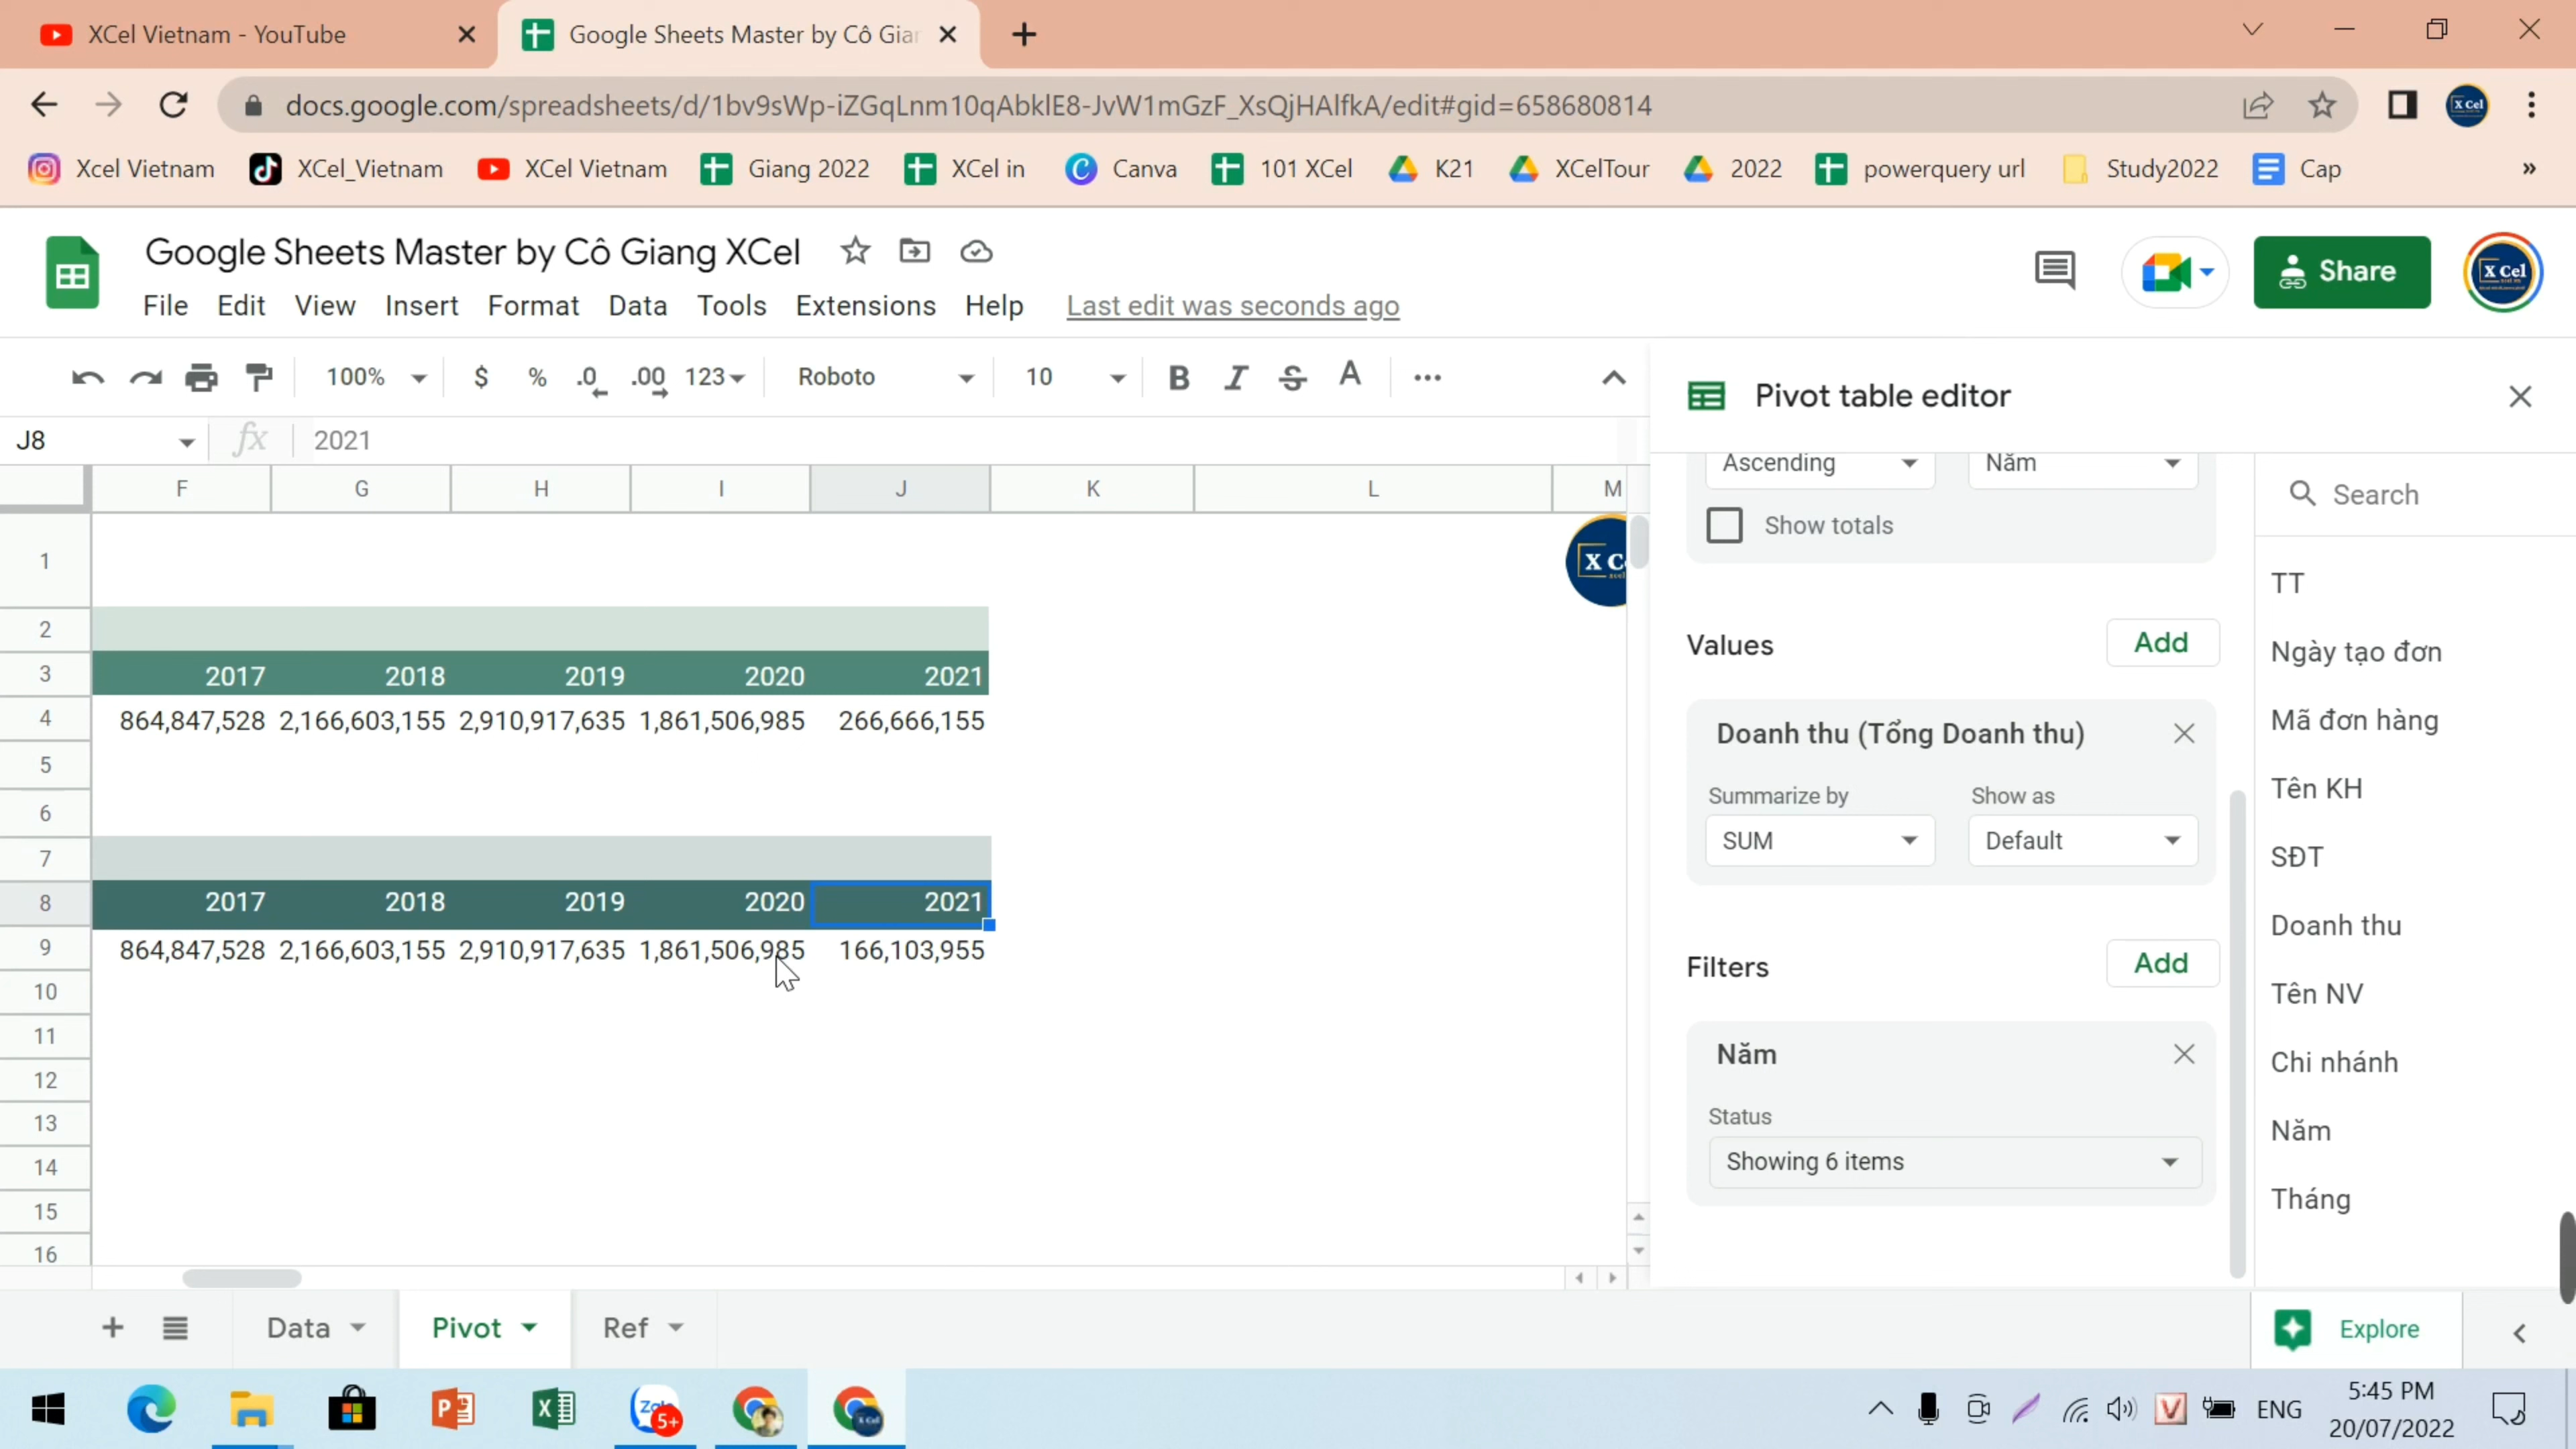 XCel Vietnam - YouTube
Google Sheets Master by Cô Giar
docs.google.com/spreadsheets/d/1bv9sWp-iZGqLnm10qAbklE8-JvW1mGzF_XsQjHAlfkA/edit#gid=658680814
X Cel
Xcel Vietnam XCel_Vietnam XCel Vietnam Giang 2022 XCel in Canva 101 XCel K21 XCelTour 2022 powerquery url Study2022 Cap »
Google Sheets Master by Cô Giang XCel
Share
X Cel
File Edit View Insert Format Data Tools Extensions Help Last edit was seconds ago
100% $ % .0 .00 123 Roboto 10 B I S A
Pivot table editor
J8 fx 2021
F G H I J K L M
Ascending Năm
Show totals
Search
1
X C
2
3 2017 2018 2019 2020 2021
4 864,847,528 2,166,603,155 2,910,917,635 1,861,506,985 266,666,155
5
6
7
8 2017 2018 2019 2020 2021
9 864,847,528 2,166,603,155 2,910,917,635 1,861,506,985 166,103,955
10
11
12
13
14
15
16
Values Add
Doanh thu (Tổng Doanh thu)
Summarize by Show as
SUM Default
Filters Add
Năm
Status
Showing 6 items
TT
Ngày tạo đơn
Mã đơn hàng
Tên KH
SĐT
Doanh thu
Tên NV
Chi nhánh
Năm
Tháng
Data Pivot Ref
Explore
Zalo 5+
X Cel
ENG
5:45 PM
20/07/2022